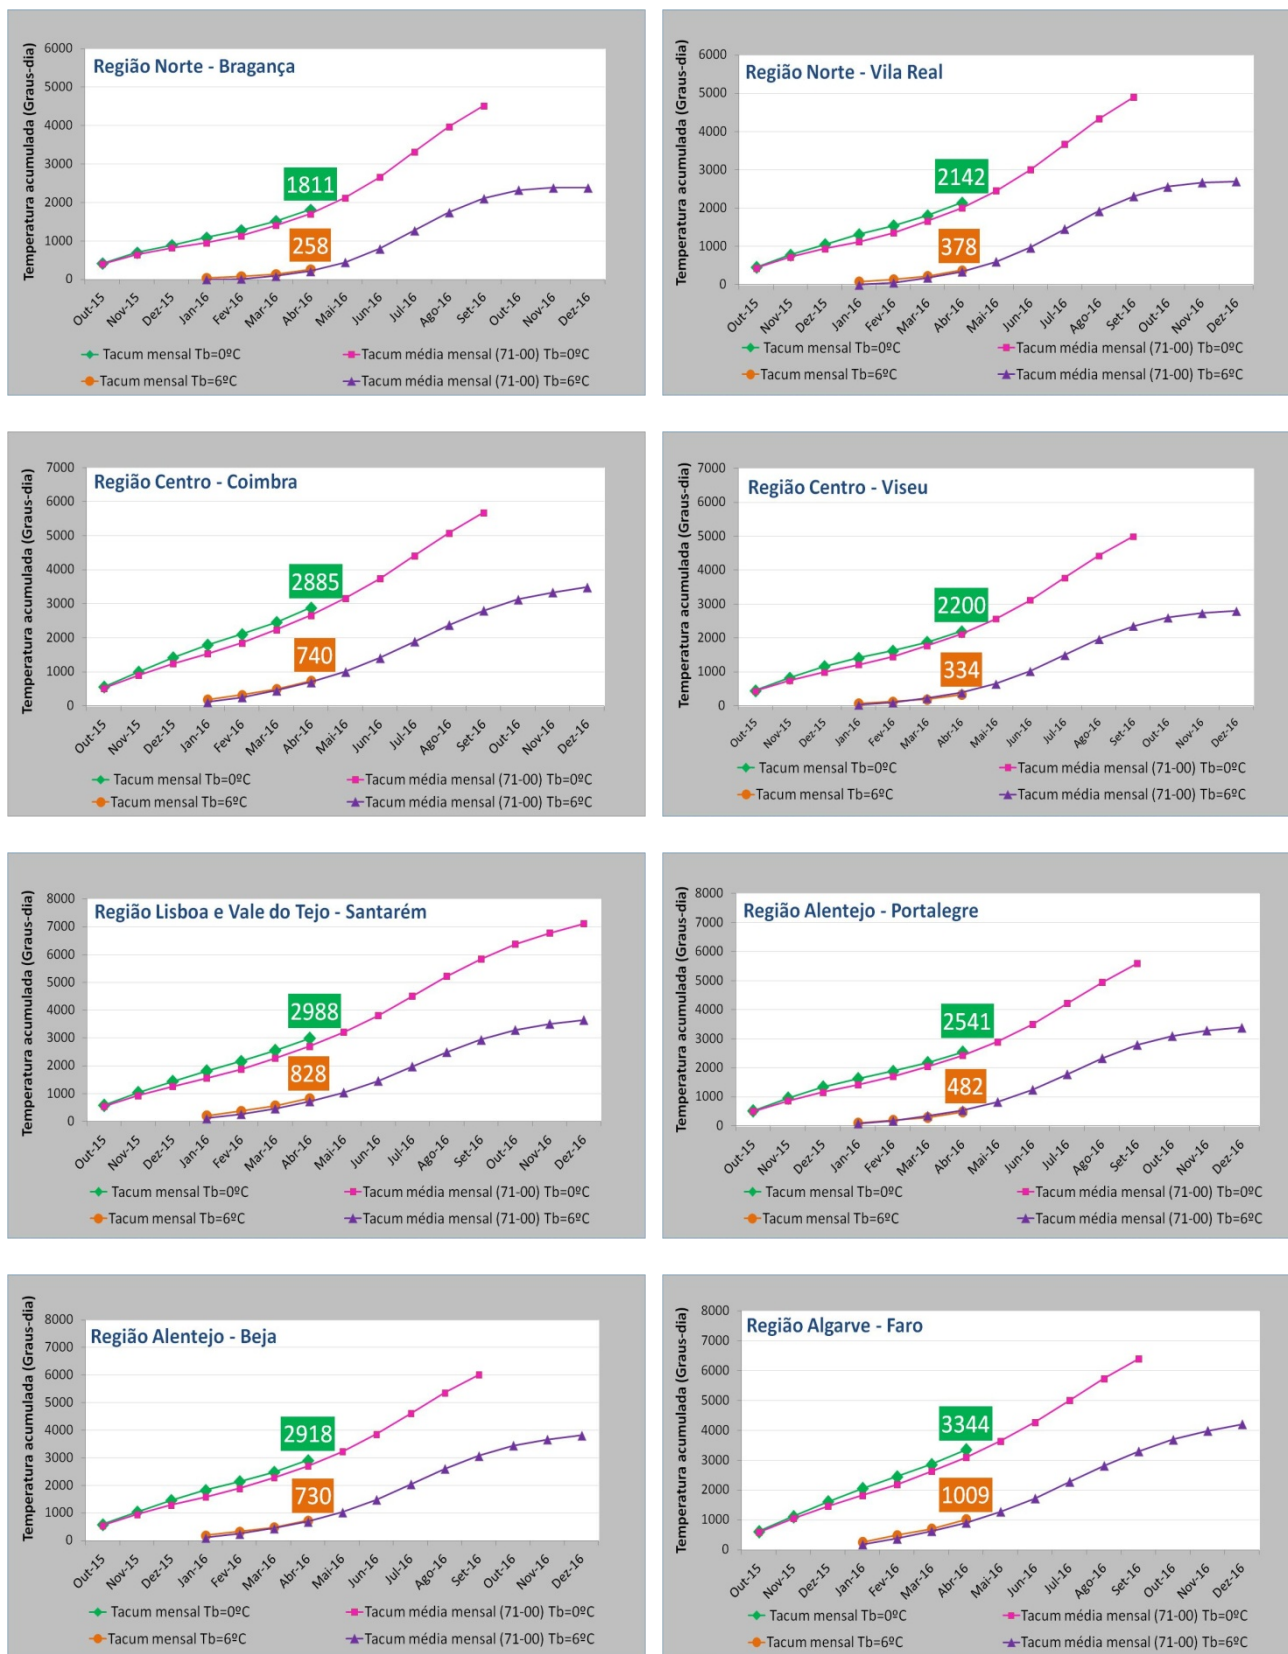 Temperatura acumulada (Graus-dia)
Região Norte - Bragança
6000
5000
4000
3000
2000
1000
0
1811
258
Out-15 Nov-15 Dez-15 Jan-16 Fev-16 Mar-16 Abr-16 Mai-16 Jun-16 Jul-16 Ago-16 Set-16 Out-16 Nov-16 Dez-16
Tacum mensal Tb=0ºC Tacum média mensal (71-00) Tb=0ºC
Tacum mensal Tb=6ºC Tacum média mensal (71-00) Tb=6ºC
Temperatura acumulada (Graus-dia)
Região Norte - Vila Real
6000
5000
4000
3000
2000
1000
0
2142
378
Out-15 Nov-15 Dez-15 Jan-16 Fev-16 Mar-16 Abr-16 Mai-16 Jun-16 Jul-16 Ago-16 Set-16 Out-16 Nov-16 Dez-16
Tacum mensal Tb=0ºC Tacum média mensal (71-00) Tb=0ºC
Tacum mensal Tb=6ºC Tacum média mensal (71-00) Tb=6ºC
Temperatura acumulada (Graus-dia)
Região Centro - Coimbra
7000
6000
5000
4000
3000
2000
1000
0
2885
740
Out-15 Nov-15 Dez-15 Jan-16 Fev-16 Mar-16 Abr-16 Mai-16 Jun-16 Jul-16 Ago-16 Set-16 Out-16 Nov-16 Dez-16
Tacum mensal Tb=0ºC Tacum média mensal (71-00) Tb=0ºC
Tacum mensal Tb=6ºC Tacum média mensal (71-00) Tb=6ºC
Temperatura acumulada (Graus-dia)
Região Centro - Viseu
7000
6000
5000
4000
3000
2000
1000
0
2200
334
Out-15 Nov-15 Dez-15 Jan-16 Fev-16 Mar-16 Abr-16 Mai-16 Jun-16 Jul-16 Ago-16 Set-16 Out-16 Nov-16 Dez-16
Tacum mensal Tb=0ºC Tacum média mensal (71-00) Tb=0ºC
Tacum mensal Tb=6ºC Tacum média mensal (71-00) Tb=6ºC
Temperatura acumulada (Graus-dia)
Região Lisboa e Vale do Tejo - Santarém
8000
7000
6000
5000
4000
3000
2000
1000
0
2988
828
Out-15 Nov-15 Dez-15 Jan-16 Fev-16 Mar-16 Abr-16 Mai-16 Jun-16 Jul-16 Ago-16 Set-16 Out-16 Nov-16 Dez-16
Tacum mensal Tb=0ºC Tacum média mensal (71-00) Tb=0ºC
Tacum mensal Tb=6ºC Tacum média mensal (71-00) Tb=6ºC
Temperatura acumulada (Graus-dia)
Região Alentejo - Portalegre
8000
7000
6000
5000
4000
3000
2000
1000
0
2541
482
Out-15 Nov-15 Dez-15 Jan-16 Fev-16 Mar-16 Abr-16 Mai-16 Jun-16 Jul-16 Ago-16 Set-16 Out-16 Nov-16 Dez-16
Tacum mensal Tb=0ºC Tacum média mensal (71-00) Tb=0ºC
Tacum mensal Tb=6ºC Tacum média mensal (71-00) Tb=6ºC
Temperatura acumulada (Graus-dia)
Região Alentejo - Beja
8000
7000
6000
5000
4000
3000
2000
1000
0
2918
730
Out-15 Nov-15 Dez-15 Jan-16 Fev-16 Mar-16 Abr-16 Mai-16 Jun-16 Jul-16 Ago-16 Set-16 Out-16 Nov-16 Dez-16
Tacum mensal Tb=0ºC Tacum média mensal (71-00) Tb=0ºC
Tacum mensal Tb=6ºC Tacum média mensal (71-00) Tb=6ºC
Temperatura acumulada (Graus-dia)
Região Algarve - Faro
8000
7000
6000
5000
4000
3000
2000
1000
0
3344
1009
Out-15 Nov-15 Dez-15 Jan-16 Fev-16 Mar-16 Abr-16 Mai-16 Jun-16 Jul-16 Ago-16 Set-16 Out-16 Nov-16 Dez-16
Tacum mensal Tb=0ºC Tacum média mensal (71-00) Tb=0ºC
Tacum mensal Tb=6ºC Tacum média mensal (71-00) Tb=6ºC